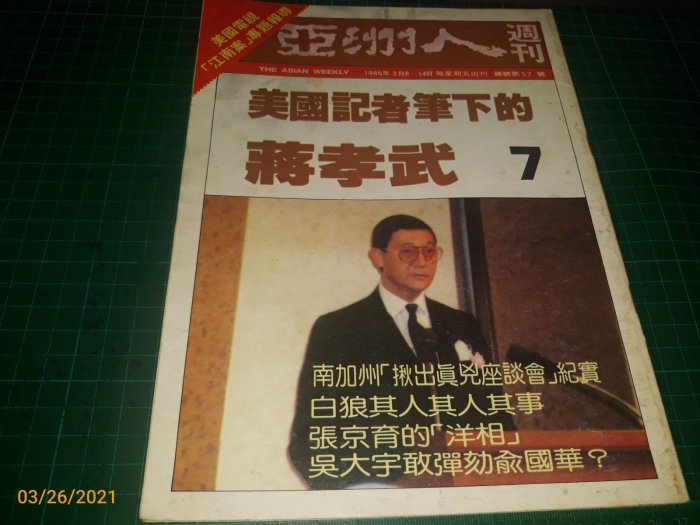 美國電視
「江南案」專題報導
亞洲人
週刊
THE ASIAN WEEKLY 1985年3月8－14日 每星期五出刊 總號第57號
美國記者筆下的
蔣孝武 7
南加州「揪出眞兇座談會」紀實
白狼其人其人其事
張京育的「洋相」
吳大宇敢彈劾俞國華？
03/26/2021